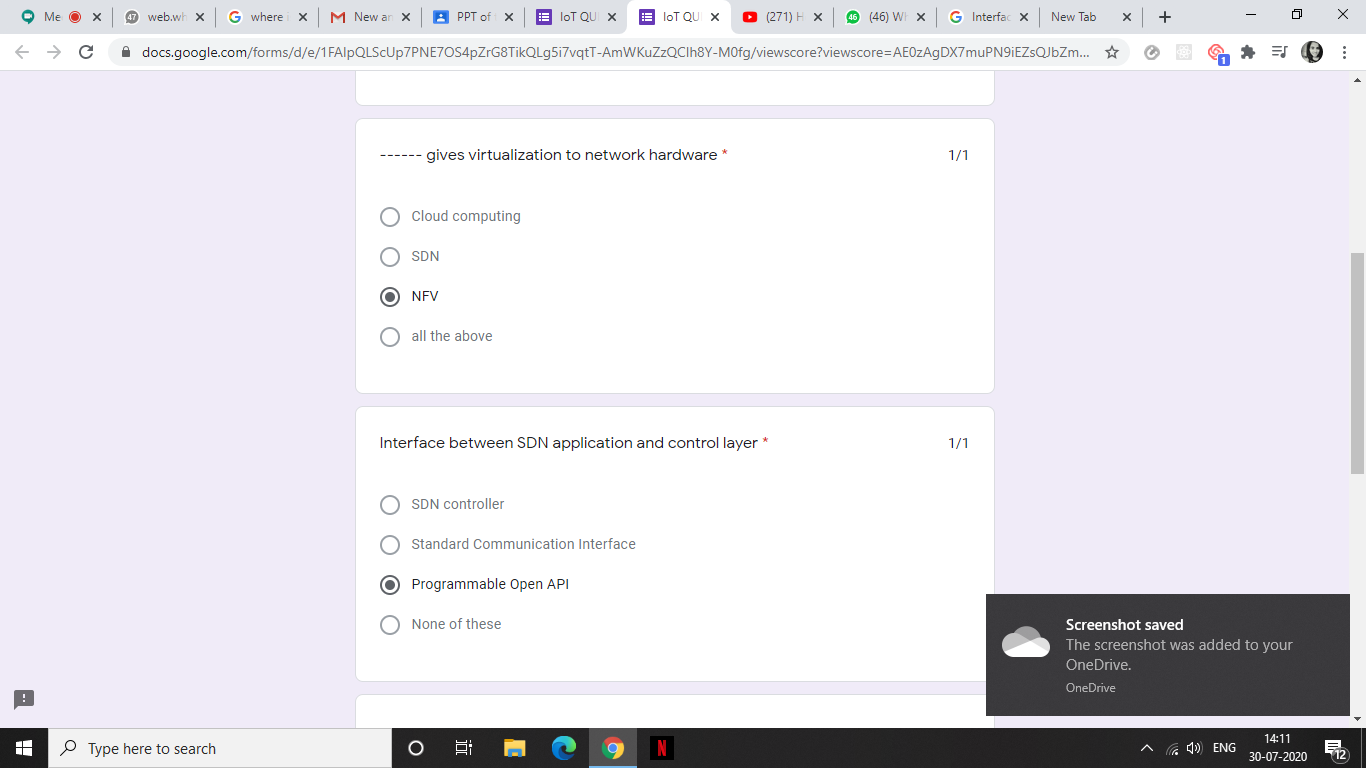 Me
47
web.wh
where i
New ar
PPT of
IoT QU
IoT QU
(271) H
46
(46) W
Interfac
New Tab
docs.google.com/forms/d/e/1FAIpQLScUp7PNE7OS4pZrG8TikQLg5i7vqtT-AmWKuZzQCIh8Y-M0fg/viewscore?viewscore=AE0zAgDX7muPN9iEZsQJbZm...
1
------ gives virtualization to network hardware *
1/1
Cloud computing
SDN
NFV
all the above
Interface between SDN application and control layer *
1/1
SDN controller
Standard Communication Interface
Programmable Open API
None of these
Screenshot saved
The screenshot was added to your
OneDrive.
OneDrive
Type here to search
N
ENG
14:11
30-07-2020
12